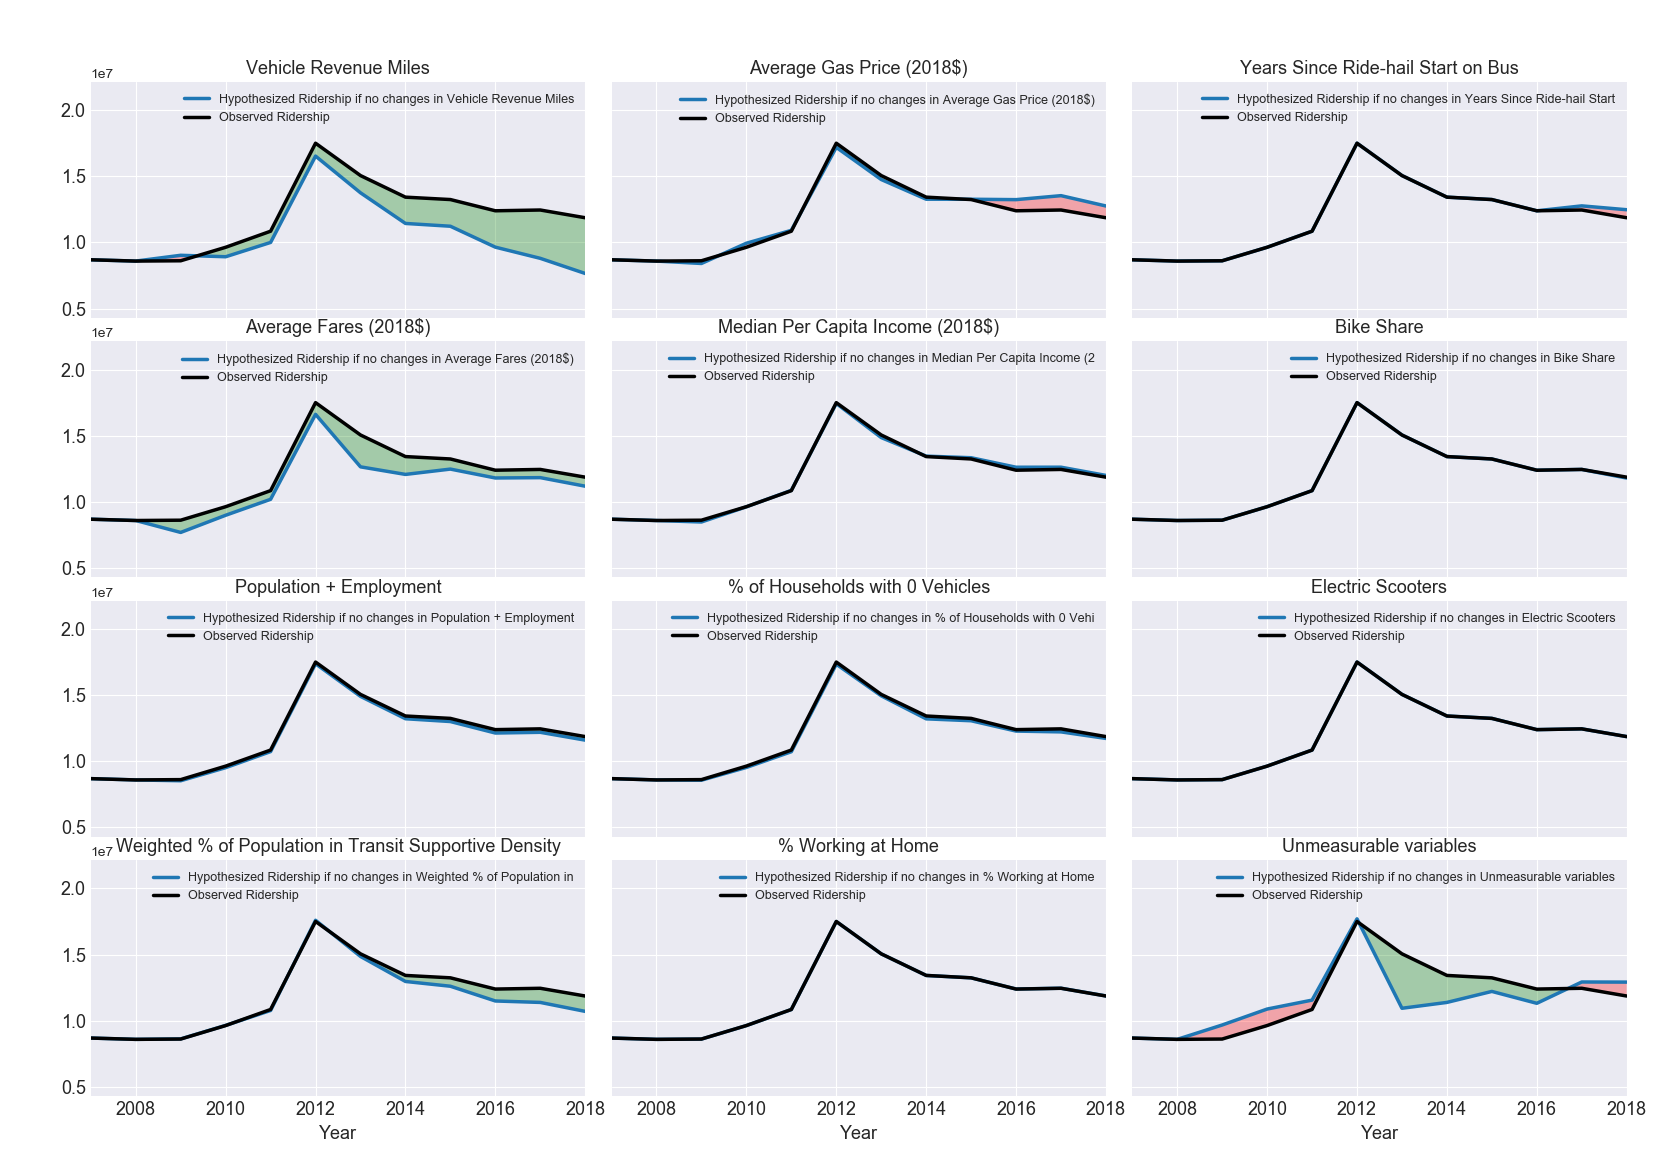 Vehicle Revenue Miles
1e7
Hypothesized Ridership if no changes in Vehicle Revenue Miles
Observed Ridership
2.0
1.5
1.0
0.5
Average Gas Price (2018$)
Hypothesized Ridership if no changes in Average Gas Price (2018$)
Observed Ridership
Years Since Ride-hail Start on Bus
Hypothesized Ridership if no changes in Years Since Ride-hail Start
Observed Ridership
Average Fares (2018$)
1e7
Hypothesized Ridership if no changes in Average Fares (2018$)
Observed Ridership
2.0
1.5
1.0
0.5
Median Per Capita Income (2018$)
Hypothesized Ridership if no changes in Median Per Capita Income (2
Observed Ridership
Bike Share
Hypothesized Ridership if no changes in Bike Share
Observed Ridership
Population + Employment
1e7
Hypothesized Ridership if no changes in Population + Employment
Observed Ridership
2.0
1.5
1.0
0.5
% of Households with 0 Vehicles
Hypothesized Ridership if no changes in % of Households with 0 Vehi
Observed Ridership
Electric Scooters
Hypothesized Ridership if no changes in Electric Scooters
Observed Ridership
Weighted % of Population in Transit Supportive Density
1e7
Hypothesized Ridership if no changes in Weighted % of Population in
Observed Ridership
2.0
1.5
1.0
0.5
2008 2010 2012 2014 2016 2018
Year
% Working at Home
Hypothesized Ridership if no changes in % Working at Home
Observed Ridership
2008 2010 2012 2014 2016 2018
Year
Unmeasurable variables
Hypothesized Ridership if no changes in Unmeasurable variables
Observed Ridership
2008 2010 2012 2014 2016 2018
Year